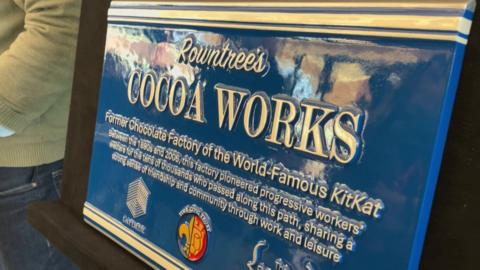 Rowntree's
COCOA WORKS
Former Chocolate Factory of the World-Famous KitKat
Between the 1890s and 2006, this factory pioneered progressive workers'
welfare for the tens of thousands who passed along this path, sharing a
strong sense of friendship and community through work and leisure